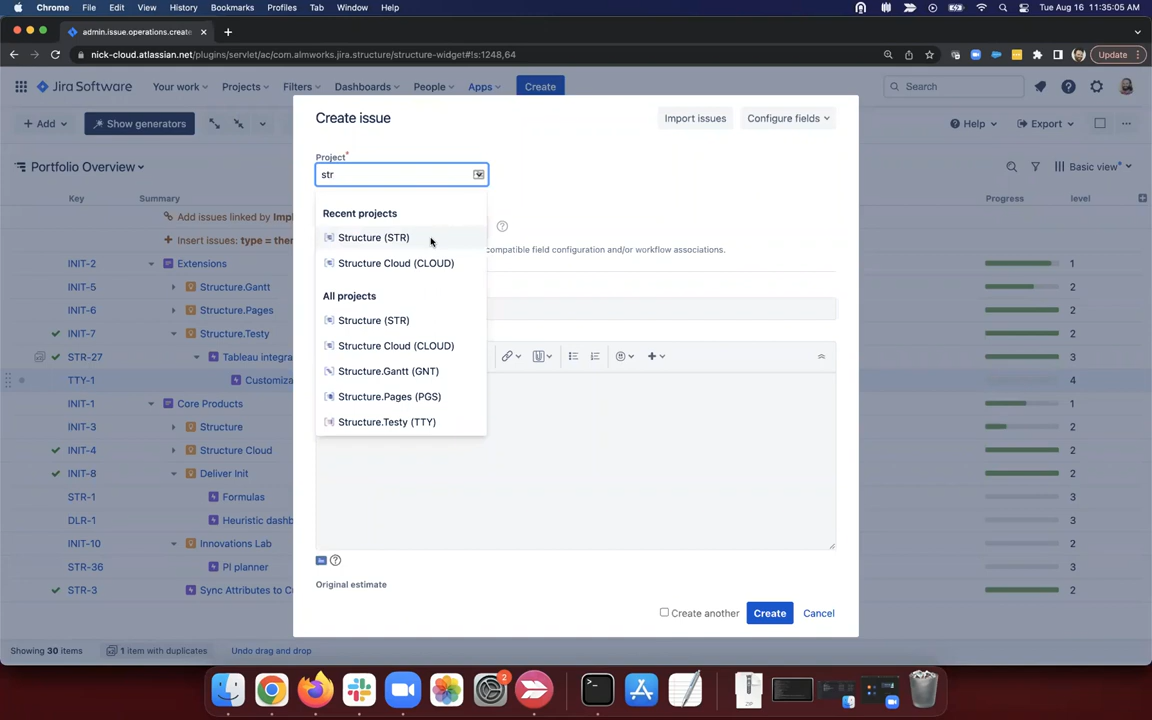 Chrome File Edit View History Bookmarks Profiles Tab Window Help Tue Aug 16 11:35:05 AM
admin.issue.operations.create
nick-cloud.atlassian.net/plugins/servlet/ac/com.almworks.jira.structure/structure-widget#!s:1248,64 Update
Jira Software Your work Projects Filters Dashboards People Apps Create Search
Add Show generators Help Export
Create issue Import issues Configure fields
Portfolio Overview Basic view*
Project*
str
Key Summary Progress level
Add issues linked by
Insert issues: type =
Recent projects
Structure (STR)
Structure Cloud (CLOUD)
compatible field configuration and/or workflow associations.
All projects
Structure (STR)
Structure Cloud (CLOUD)
Structure.Gantt (GNT)
Structure.Pages (PGS)
Structure.Testy (TTY)
INIT-2 Extensions 1
INIT-5 Structure.Gantt 2
INIT-6 Structure.Pages 2
INIT-7 Structure.Testy 2
STR-27 Tableau integra 3
TTY-1 Customiza 4
INIT-1 Core Products 1
INIT-3 Structure 2
INIT-4 Structure Cloud 2
INIT-8 Deliver Init 2
STR-1 Formulas 3
DLR-1 Heuristic dashb 3
INIT-10 Innovations Lab 2
STR-36 PI planner 3
STR-3 Sync Attributes to C 2
Original estimate
Create another Create Cancel
Showing 30 items 1 item with duplicates Undo drag and drop
2
ZIP